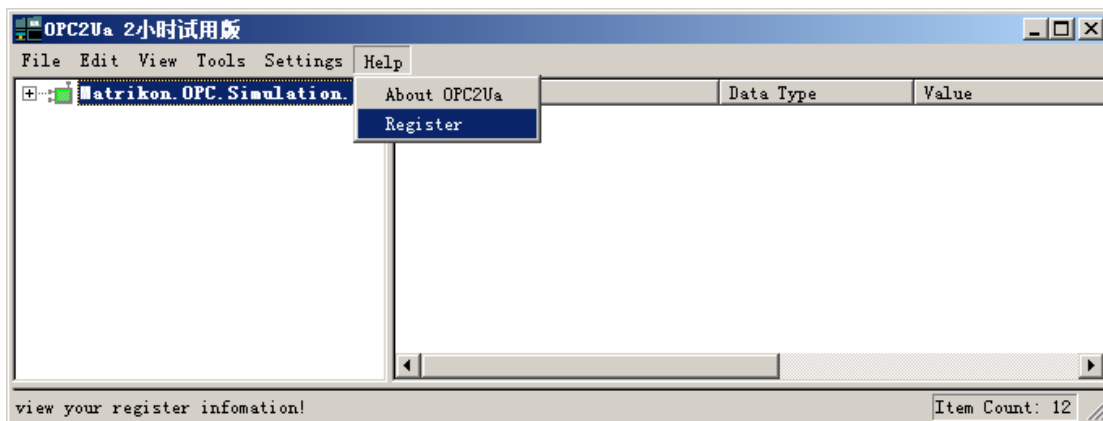 OPC2Ua 2小时试用版
File Edit View Tools Settings Help
Matrikon.OPC.Simulation.
About OPC2Ua
Data Type
Value
Register
view your register infomation!
Item Count: 12